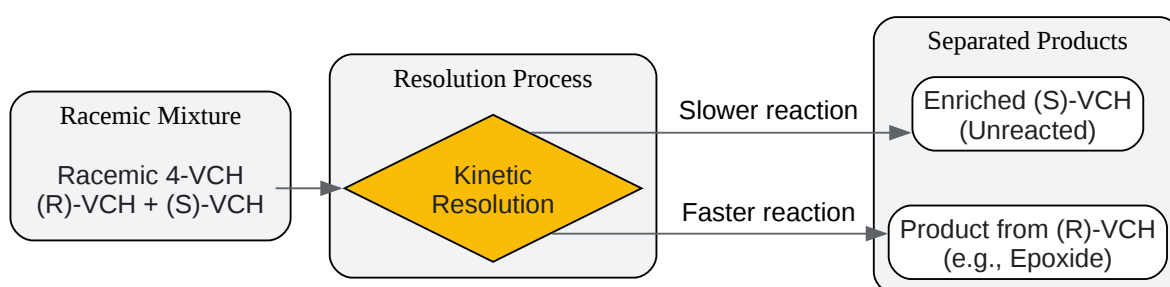 Racemic Mixture
Racemic 4-VCH
(R)-VCH + (S)-VCH
Resolution Process
Kinetic
Resolution
Slower reaction
Faster reaction
Separated Products
Enriched (S)-VCH
(Unreacted)
Product from (R)-VCH
(e.g., Epoxide)